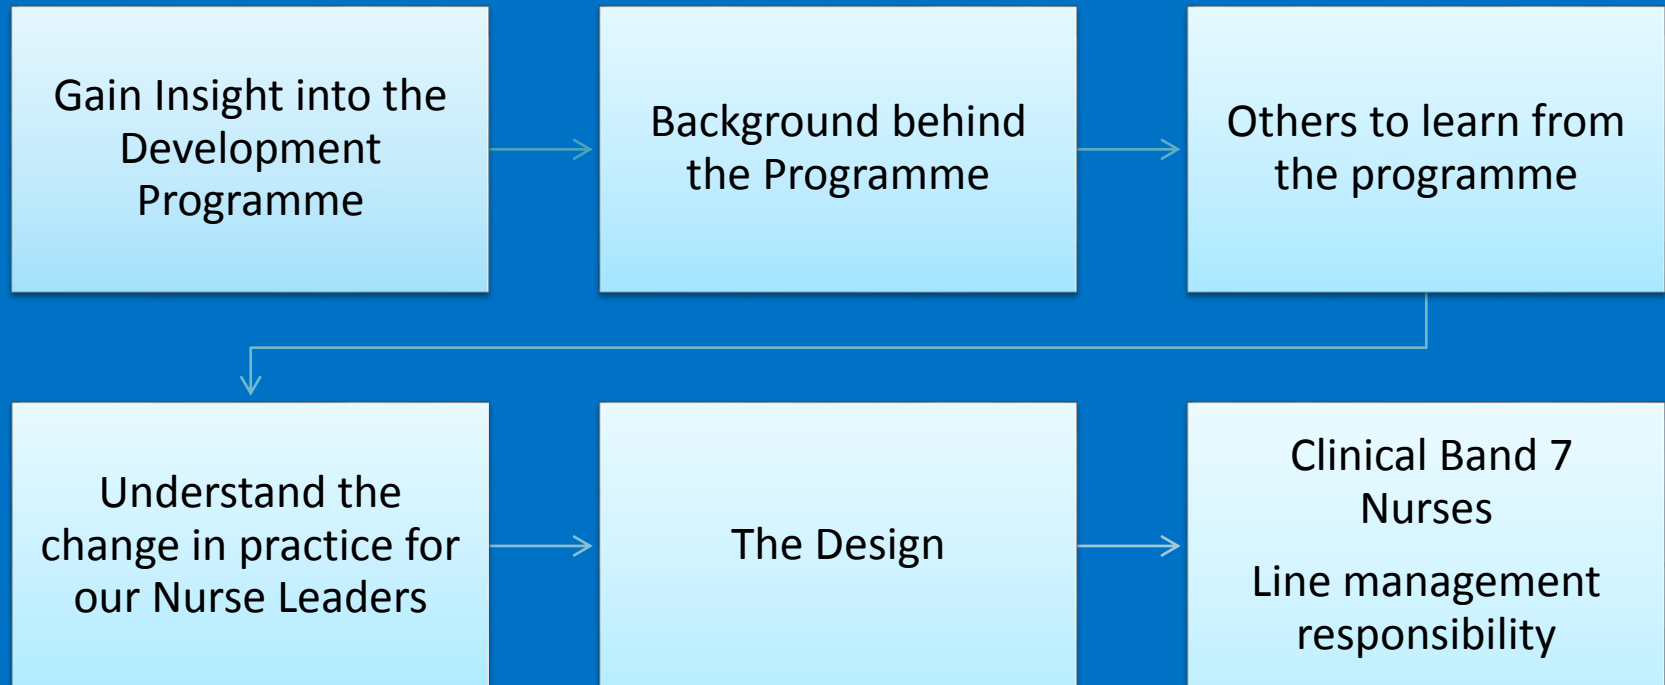 Gain Insight into the
Development
Programme
Background behind
the Programme
Others to learn from
the programme
Understand the
change in practice for
our Nurse Leaders
The Design
Clinical Band 7
Nurses
Line management
responsibility